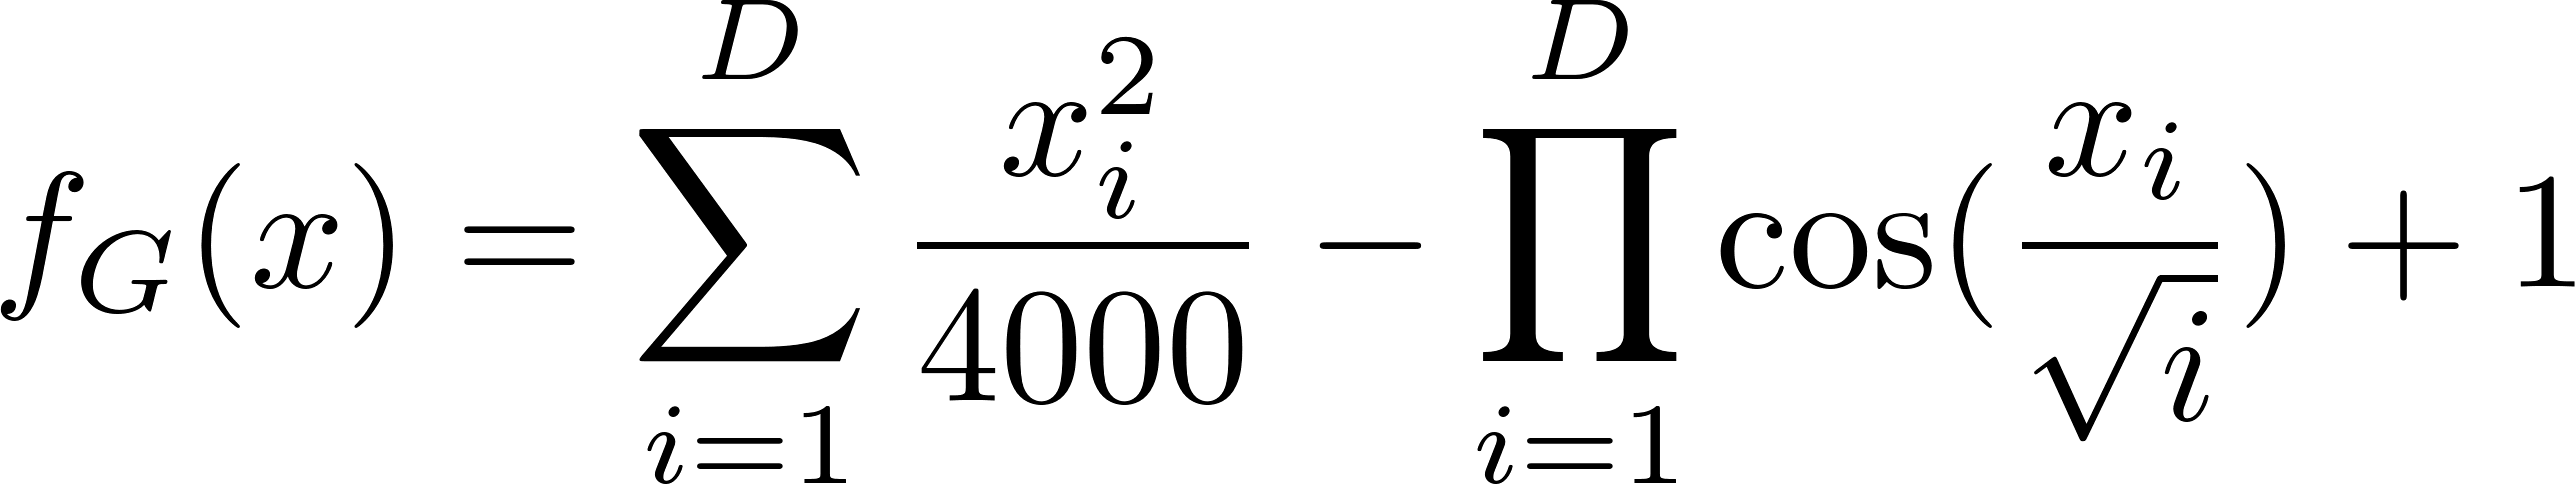 f_G(x) = \sum_{i=1}^{D} \frac{x_i^2}{4000} - \prod_{i=1}^{D} \cos(\frac{x_i}{\sqrt{i}}) + 1